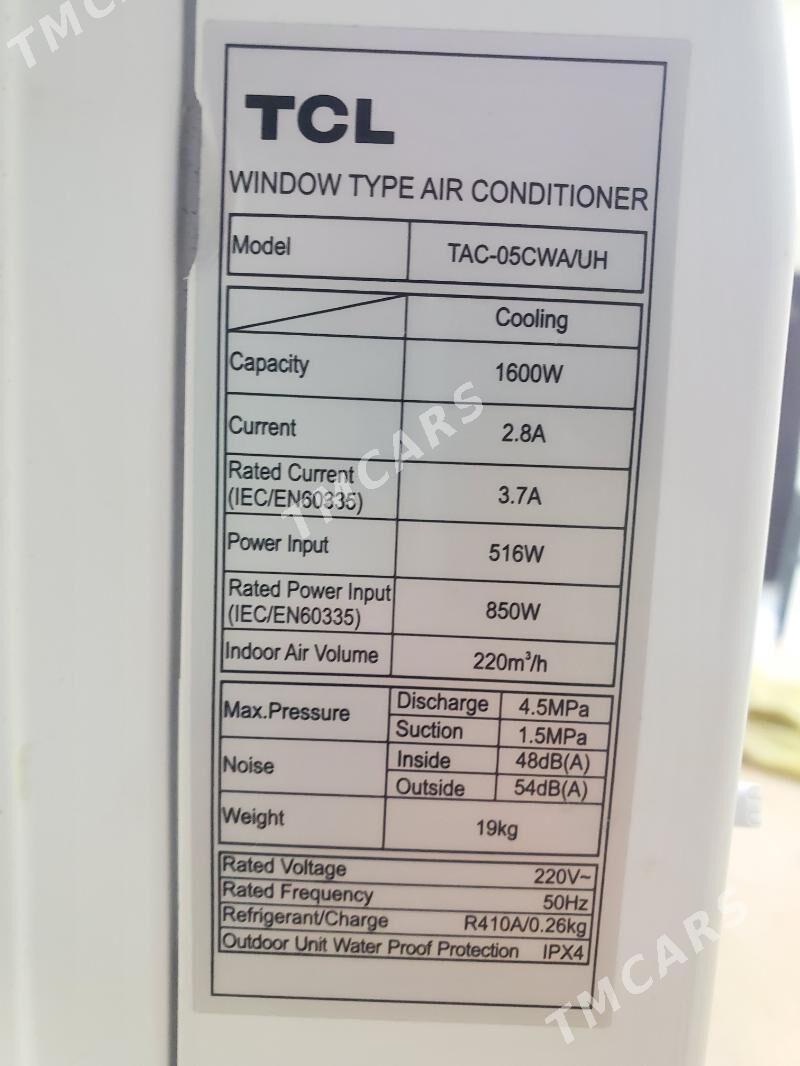 TMCARS
TCL
WINDOW TYPE AIR CONDITIONER
Model TAC-05CWA/UH
Cooling
Capacity 1600W
Current 2.8A
Rated Current
(IEC/EN60335) 3.7A
Power Input 516W
Rated Power Input
(IEC/EN60335) 850W
Indoor Air Volume 220m³/h
Max.Pressure Discharge 4.5MPa
Suction 1.5MPa
Noise Inside 48dB(A)
Outside 54dB(A)
Weight 19kg
Rated Voltage 220V~
Rated Frequency 50Hz
Refrigerant/Charge R410A/0.26kg
Outdoor Unit Water Proof Protection IPX4
TMCARS
TMCARS